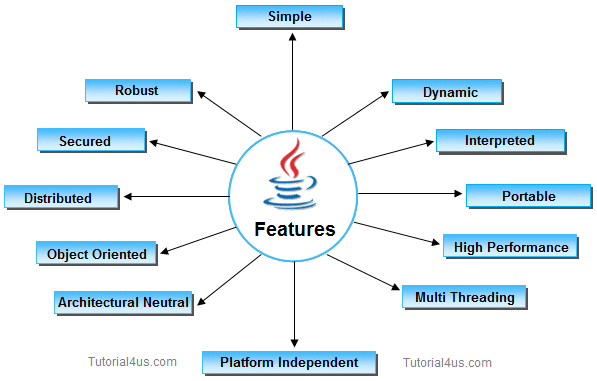 Simple
Robust
Dynamic
Secured
Interpreted
Distributed
Portable
Features
Object Oriented
High Performance
Architectural Neutral
Multi Threading
Tutorial4us.com
Platform Independent
Tutorial4us.com